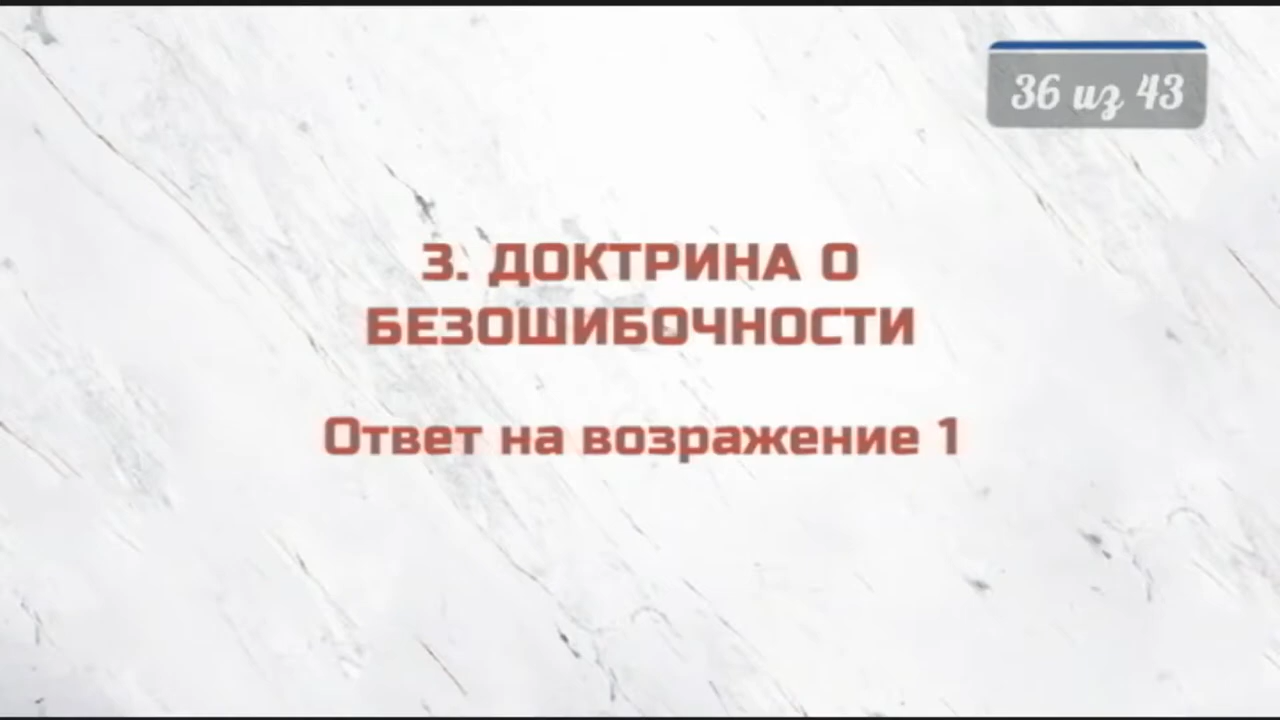 36 из 43
3. ДОКТРИНА О
БЕЗОШИБОЧНОСТИ
Ответ на возражение 1